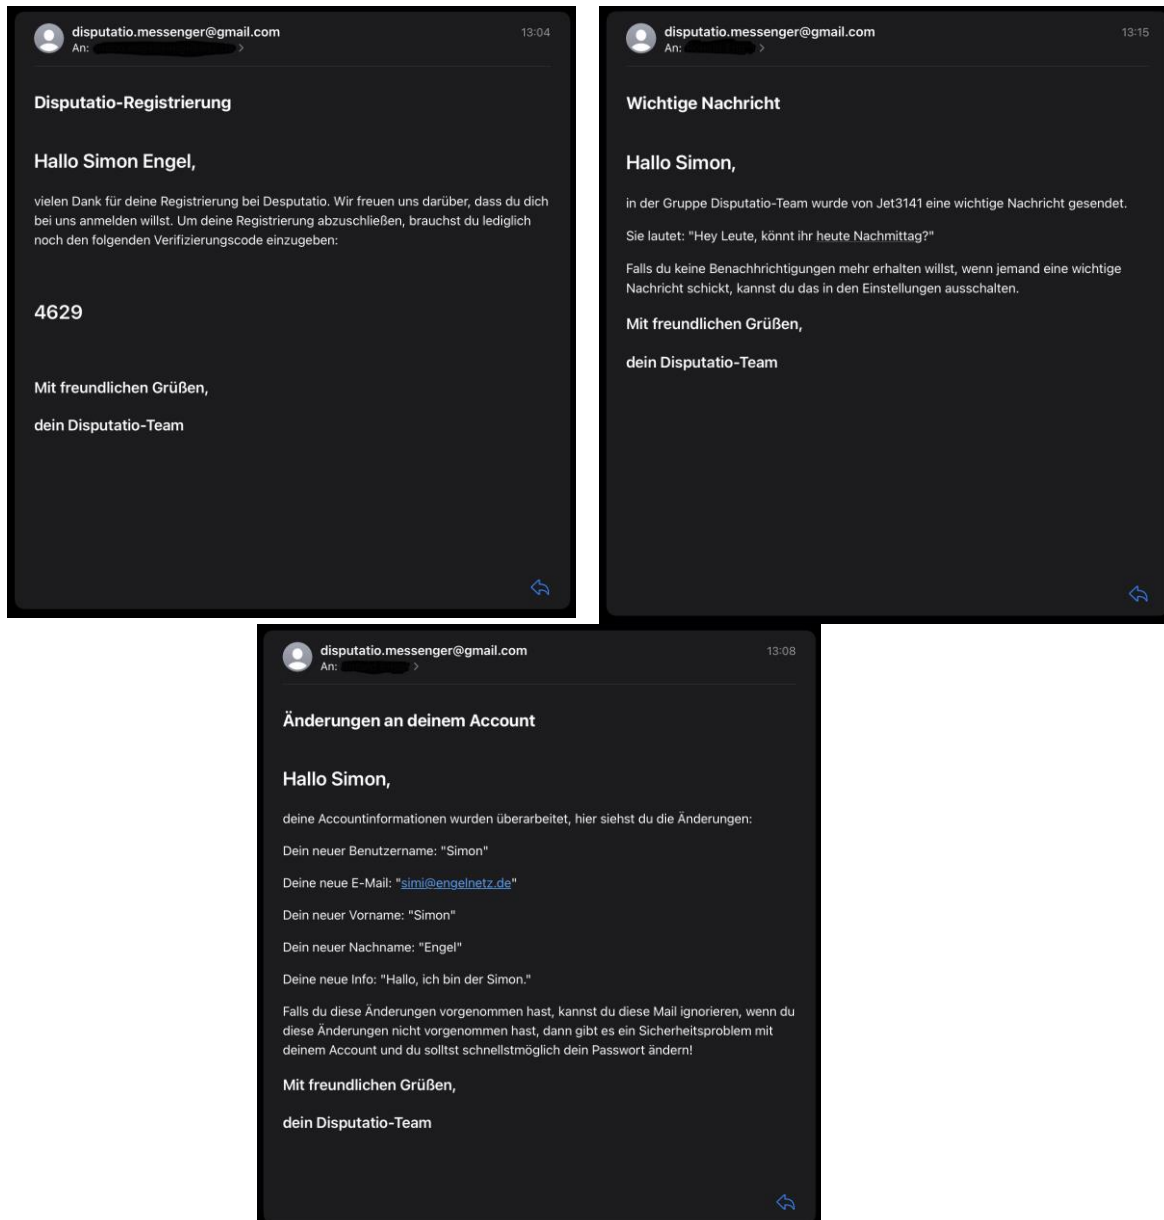 disputatio.messenger@gmail.com
13:04
An:
Disputatio-Registrierung
Hallo Simon Engel,
vielen Dank für deine Registrierung bei Desputatio. Wir freuen uns darüber, dass du dich
bei uns anmelden willst. Um deine Registrierung abzuschließen, brauchst du lediglich
noch den folgenden Verifizierungscode einzugeben:
4629
Mit freundlichen Grüßen,
dein Disputatio-Team
disputatio.messenger@gmail.com
13:15
An:
Wichtige Nachricht
Hallo Simon,
in der Gruppe Disputatio-Team wurde von Jet3141 eine wichtige Nachricht gesendet.
Sie lautet: "Hey Leute, könnt ihr heute Nachmittag?"
Falls du keine Benachhrichtigungen mehr erhalten willst, wenn jemand eine wichtige
Nachricht schickt, kannst du das in den Einstellungen ausschalten.
Mit freundlichen Grüßen,
dein Disputatio-Team
disputatio.messenger@gmail.com
13:08
An:
Änderungen an deinem Account
Hallo Simon,
deine Accountinformationen wurden überarbeitet, hier siehst du die Änderungen:
Dein neuer Benutzername: "Simon"
Deine neue E-Mail: "simi@engelnetz.de"
Dein neuer Vorname: "Simon"
Dein neuer Nachname: "Engel"
Deine neue Info: "Hallo, ich bin der Simon."
Falls du diese Änderungen vorgenommen hast, kannst du diese Mail ignorieren, wenn du
diese Änderungen nicht vorgenommen hast, dann gibt es ein Sicherheitsproblem mit
deinem Account und du solltst schnellstmöglich dein Passwort ändern!
Mit freundlichen Grüßen,
dein Disputatio-Team